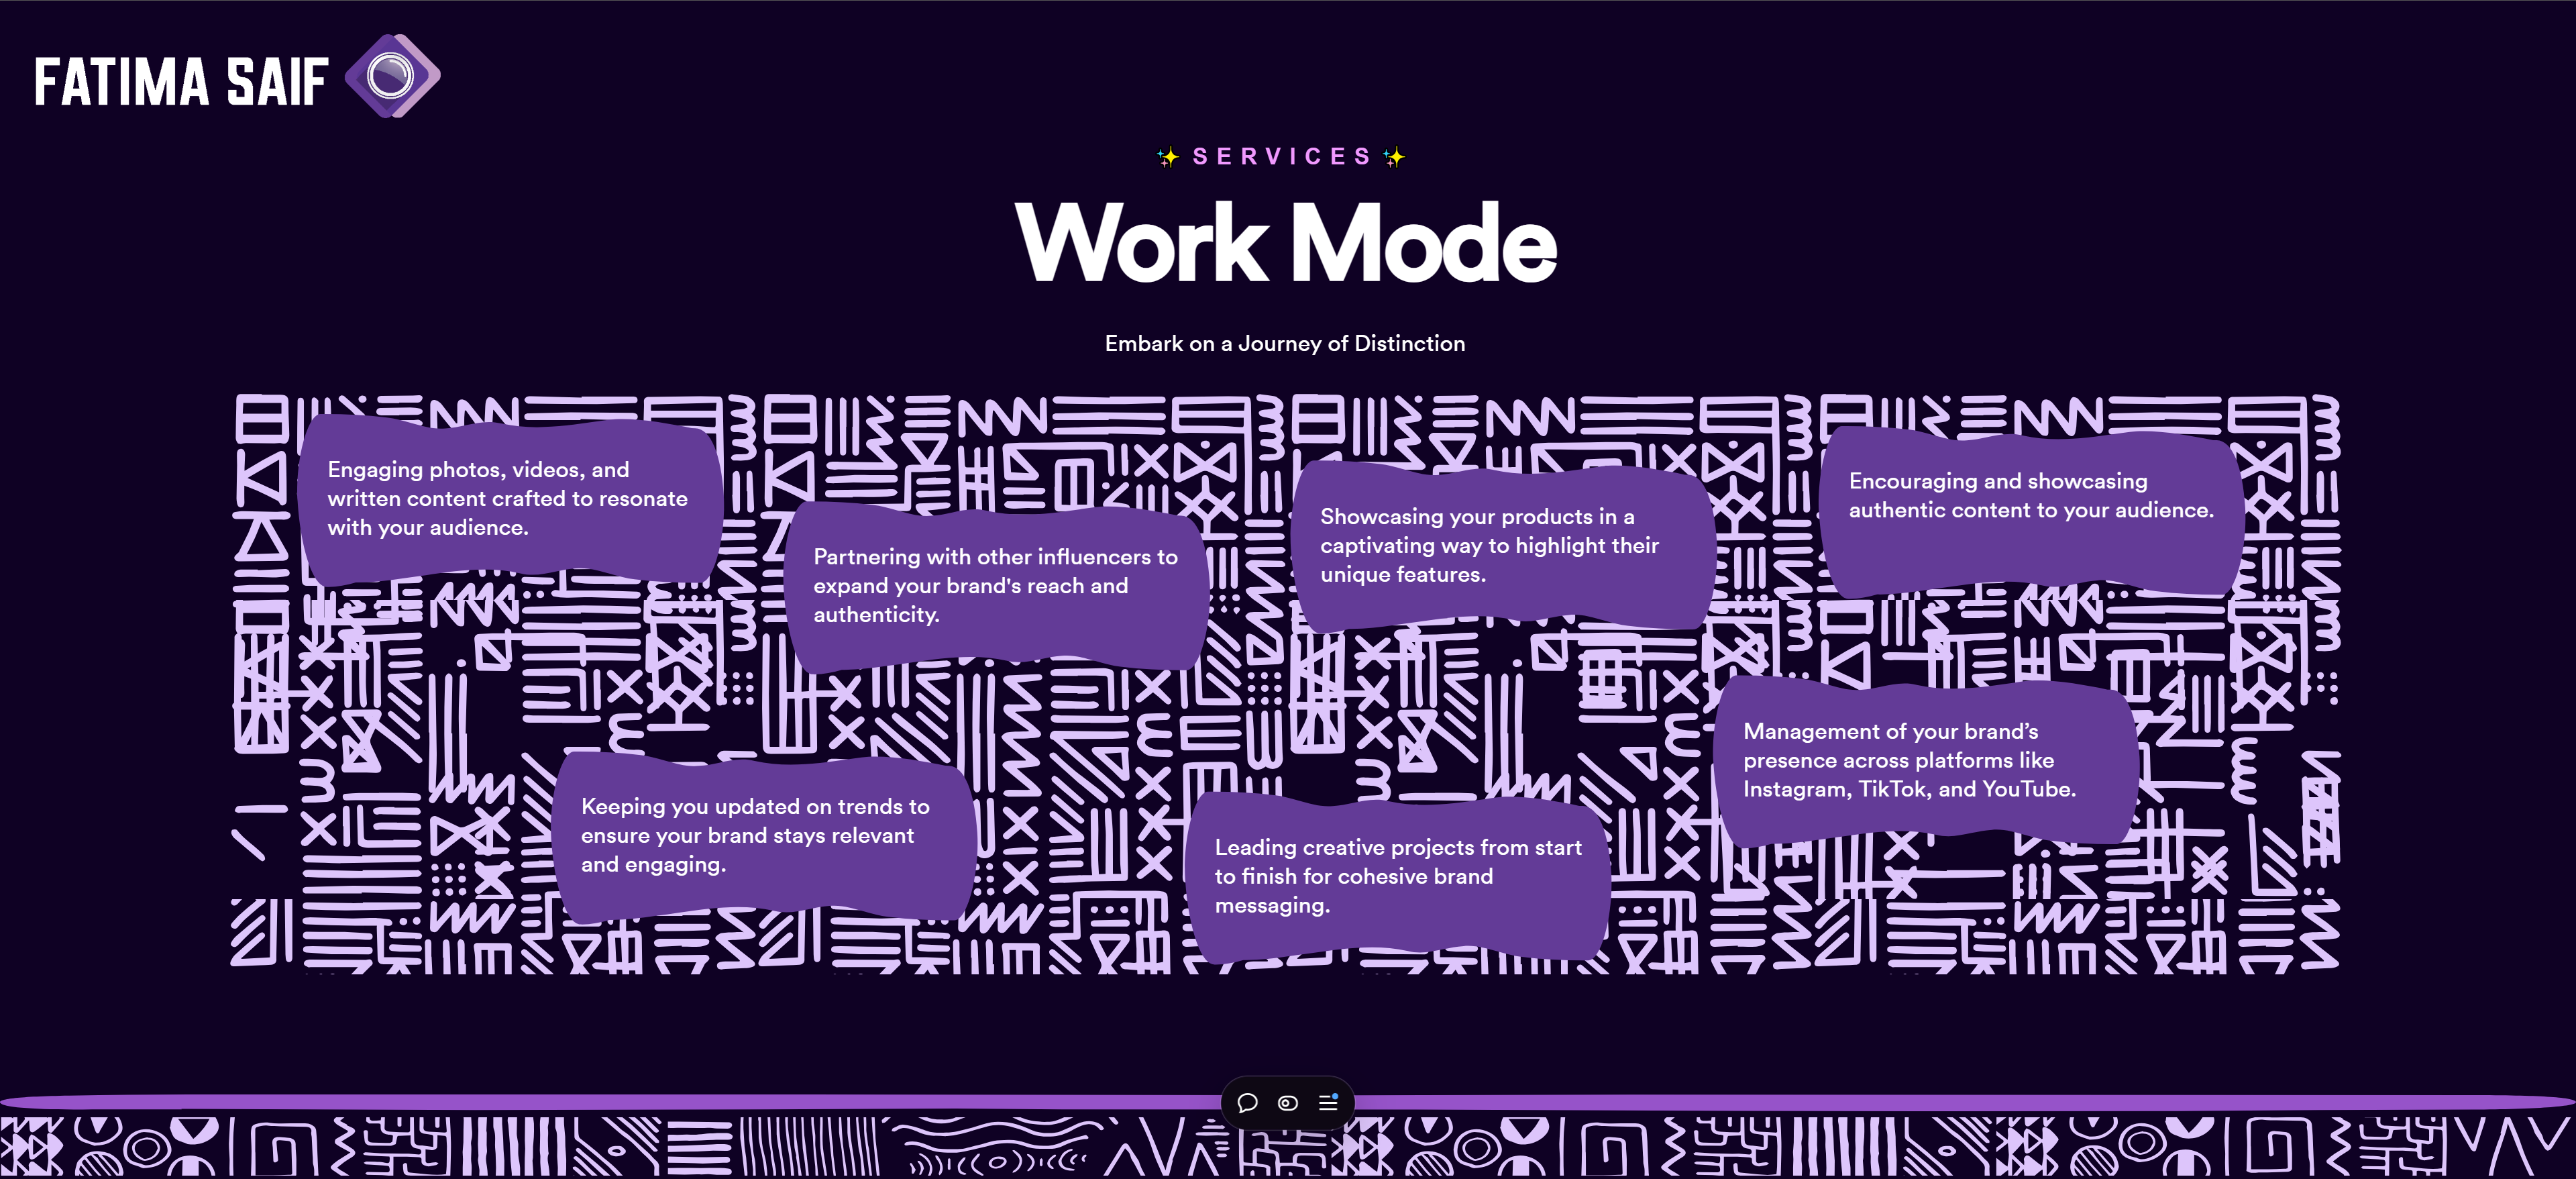 FATIMA SAIF
✨ SERVICES ✨
Work Mode
Embark on a Journey of Distinction
Engaging photos, videos, and
written content crafted to resonate
with your audience.
Partnering with other influencers to
expand your brand's reach and
authenticity.
Showcasing your products in a
captivating way to highlight their
unique features.
Encouraging and showcasing
authentic content to your audience.
Keeping you updated on trends to
ensure your brand stays relevant
and engaging.
Leading creative projects from start
to finish for cohesive brand
messaging.
Management of your brand’s
presence across platforms like
Instagram, TikTok, and YouTube.